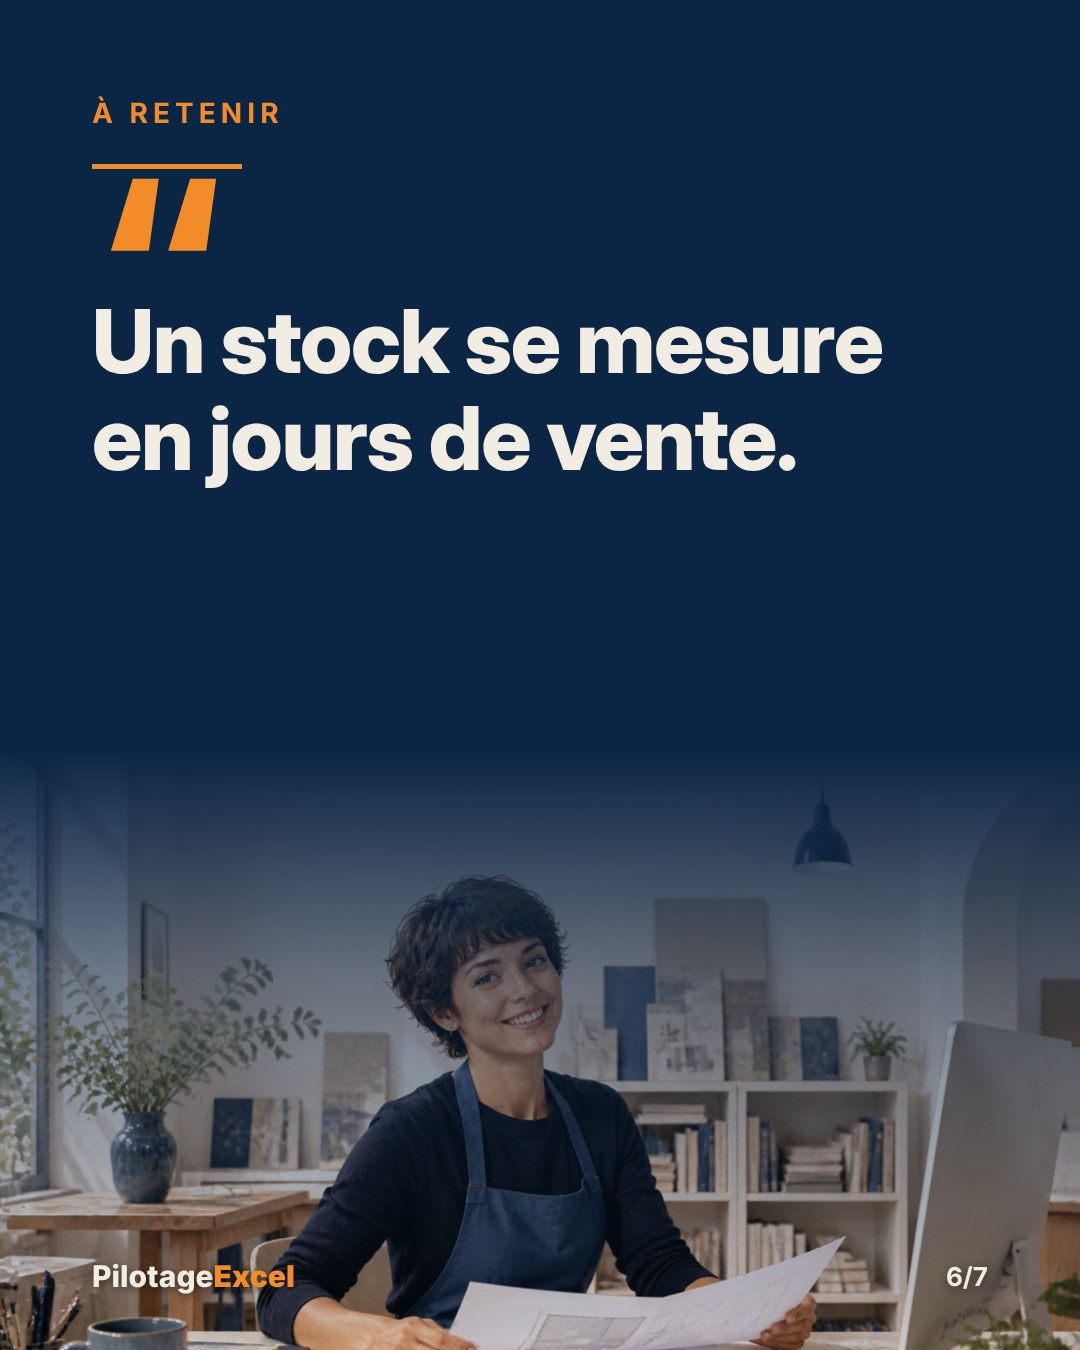 À RETENIR
"
Un stock se mesure
en jours de vente.
PilotageExcel
6/7